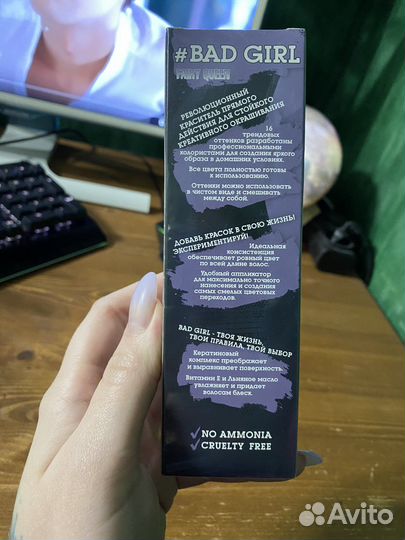 #BAD GIRL
FAIRY QUEEN
РЕВОЛЮЦИОННЫЙ
КРАСИТЕЛЬ ПРЯМОГО
ДЕЙСТВИЯ ДЛЯ СТОЙКОГО
КРЕАТИВНОГО ОКРАШИВАНИЯ
16
трендовых
оттенков разработаны
профессиональными
колористами для создания яркого
образа в домашних условиях.
Все цвета полностью готовы
к использованию.
Оттенки можно использовать
в чистом виде и смешивать
между собой.
ДОБАВЬ КРАСОК В СВОЮ ЖИЗНЬ!
ЭКСПЕРИМЕНТИРУЙ!
Идеальная
консистенция
обеспечивает ровный цвет
по всей длине волос.
Удобный аппликатор
для максимально точного
нанесения и создания
самых смелых цветовых
переходов.
BAD GIRL - ТВОЯ ЖИЗНЬ,
ТВОИ ПРАВИЛА, ТВОЙ ВЫБОР
Кератиновый
комплекс преображает
и выравнивает поверхность.
Витамин Е и Льняное масло
увлажняет и придает
волосам блеск.
NO AMMONIA
CRUELTY FREE
Avito